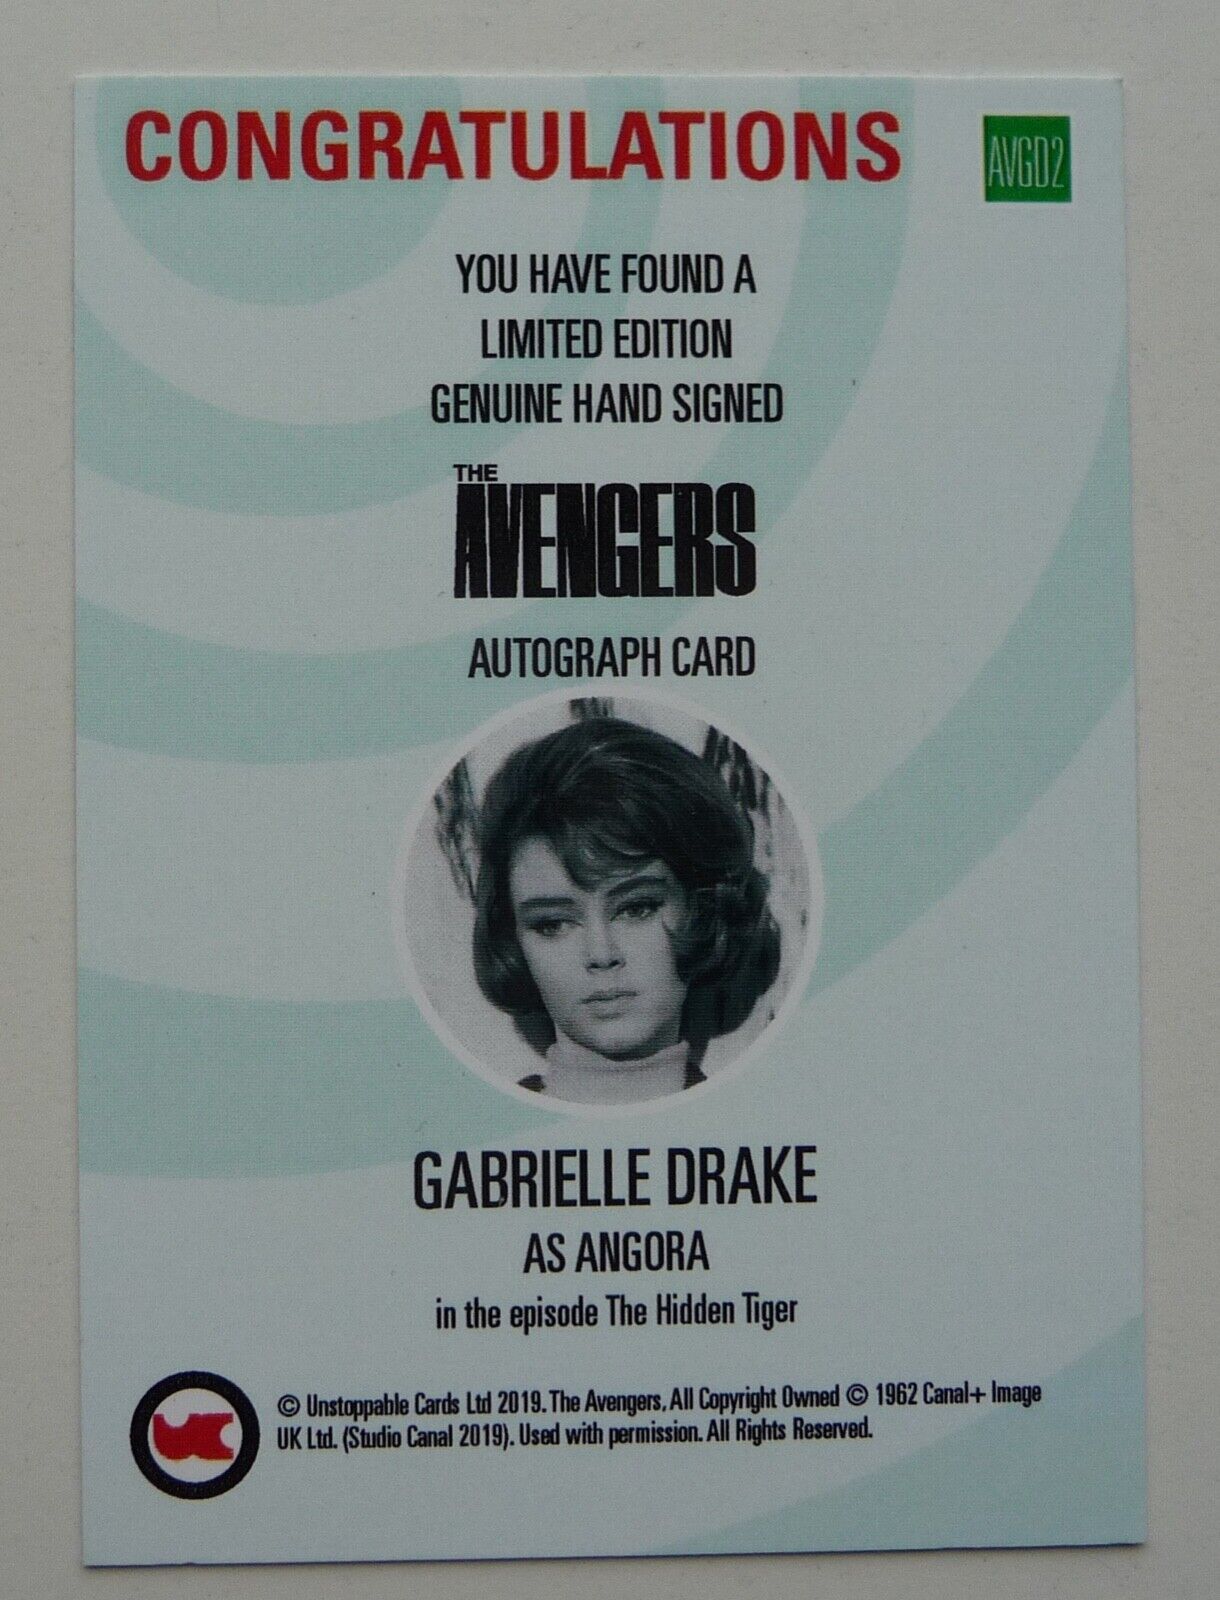 CONGRATULATIONS
AVGD2
YOU HAVE FOUND A
LIMITED EDITION
GENUINE HAND SIGNED
THE
AVENGERS
AUTOGRAPH CARD
GABRIELLE DRAKE
AS ANGORA
in the episode The Hidden Tiger
© Unstoppable Cards Ltd 2019. The Avengers, All Copyright Owned © 1962 Canal+ Image
UK Ltd. (Studio Canal 2019). Used with permission. All Rights Reserved.